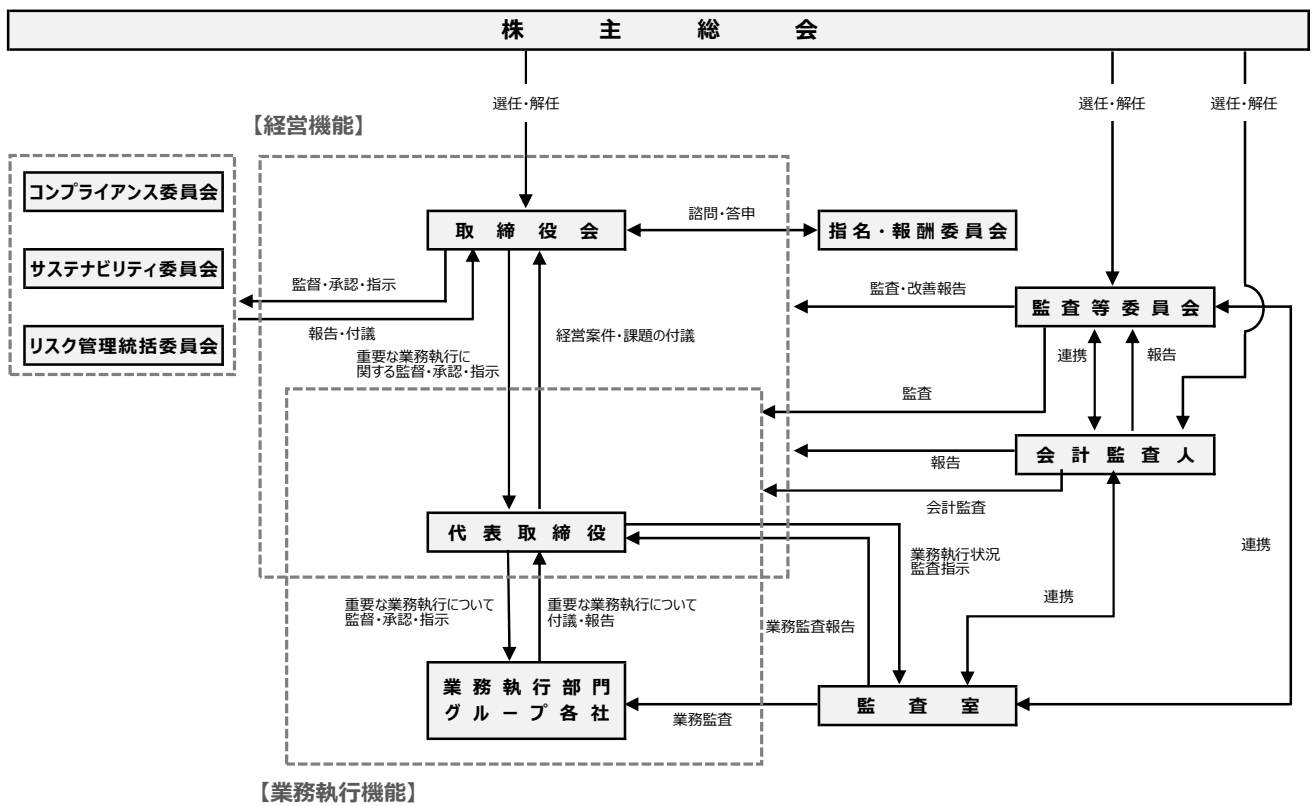 株主総会
選任・解任
選任・解任
選任・解任
【経営機能】
コンプライアンス委員会
サステナビリティ委員会
リスク管理統括委員会
取締役会
諮問・答申
指名・報酬委員会
監督・承認・指示
報告・付議
重要な業務執行に
関する監督・承認・指示
経営案件・課題の付議
監査・改善報告
監査等委員会
連携
報告
監査
会計監査人
報告
会計監査
代表取締役
業務執行状況
監査指示
連携
連携
重要な業務執行について
監督・承認・指示
重要な業務執行について
付議・報告
業務監査報告
業務執行部門
グループ各社
業務監査
監査室
【業務執行機能】